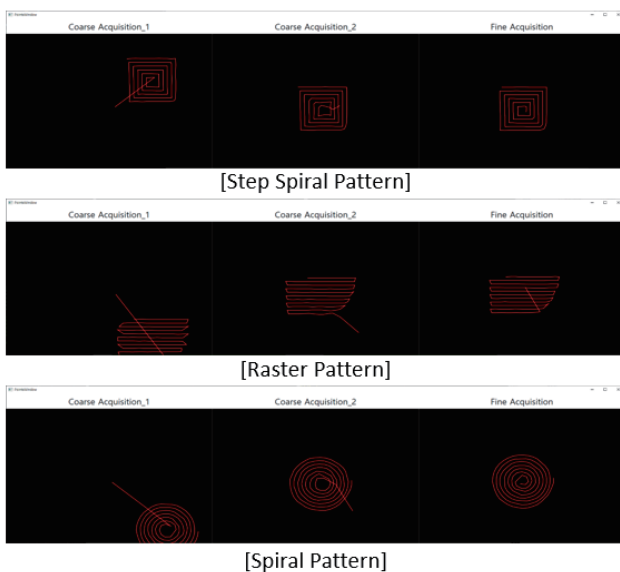 Coarse Acquisition_1 Coarse Acquisition_2 Fine Acquisition
[Step Spiral Pattern]
Coarse Acquisition_1 Coarse Acquisition_2 Fine Acquisition
[Raster Pattern]
Coarse Acquisition_1 Coarse Acquisition_2 Fine Acquisition
[Spiral Pattern]